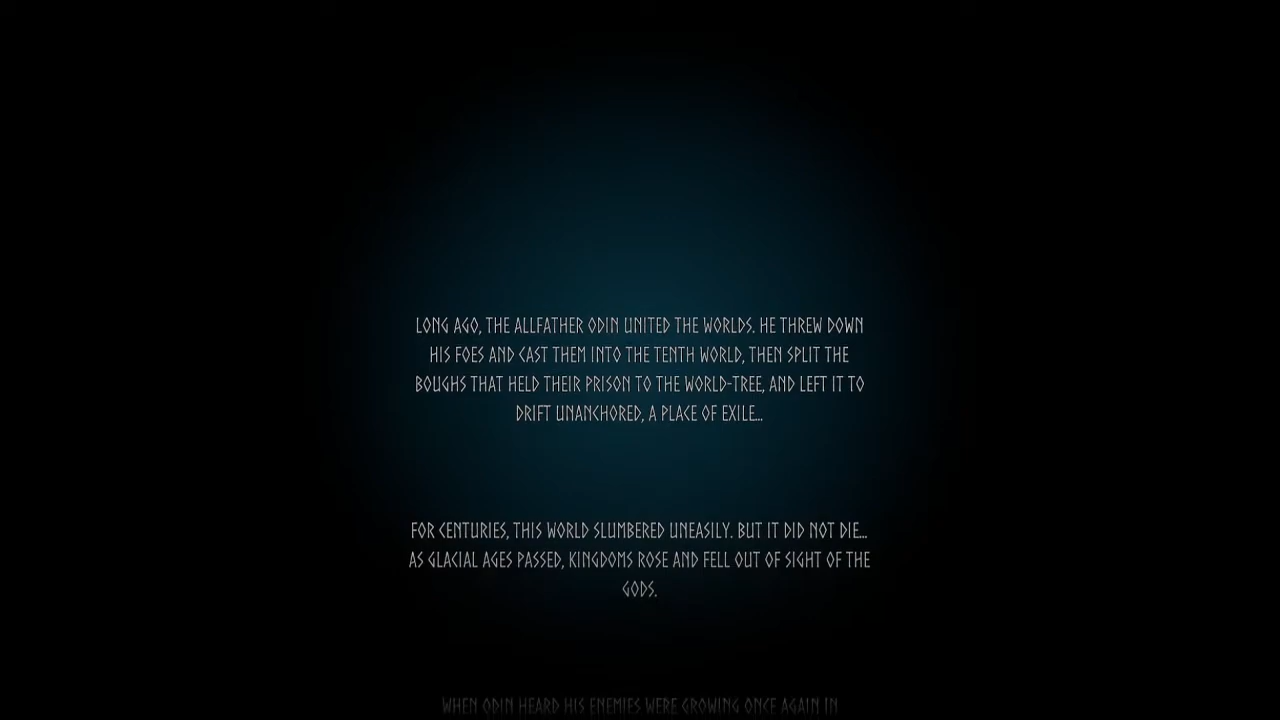 LONG AGO, THE ALLFATHER ODIN UNITED THE WORLDS. HE THREW DOWN
HIS FOES AND CAST THEM INTO THE TENTH WORLD, THEN SPLIT THE
BOUGHS THAT HELD THEIR PRISON TO THE WORLD-TREE, AND LEFT IT TO
DRIFT UNANCHORED, A PLACE OF EXILE...
FOR CENTURIES, THIS WORLD SLUMBERED UNEASILY. BUT IT DID NOT DIE...
AS GLACIAL AGES PASSED, KINGDOMS ROSE AND FELL OUT OF SIGHT OF THE
GODS.
WHEN ODIN HEARD HIS ENEMIES WERE GROWING ONCE AGAIN IN